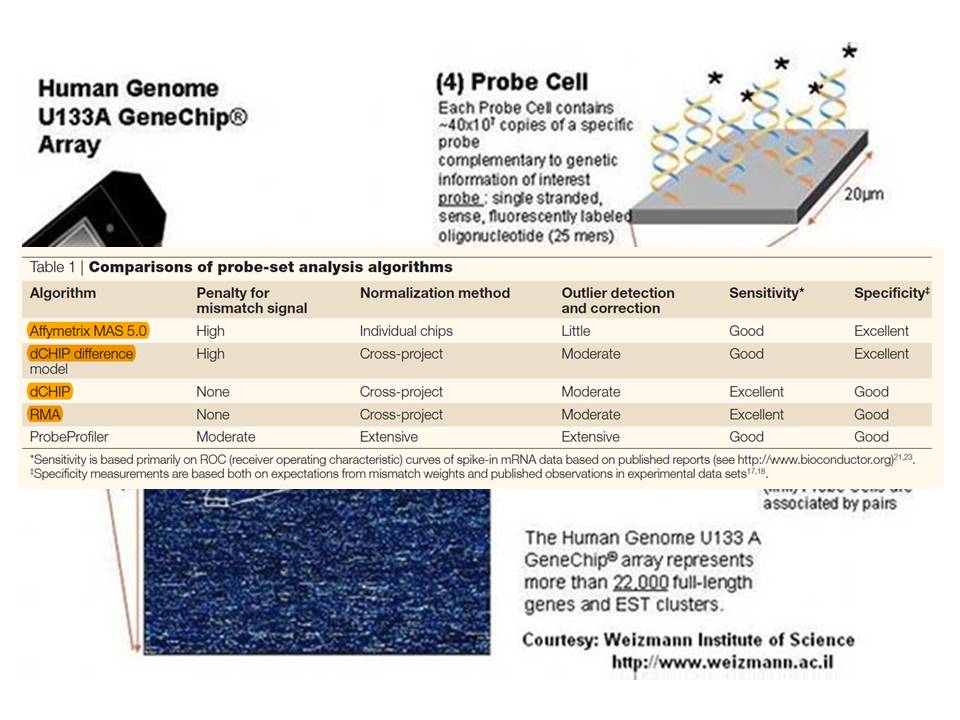 Human Genome
U133A GeneChip®
Array
(4) Probe Cell
Each Probe Cell contains
~40x10⁷ copies of a specific
probe
complementary to genetic
information of interest
probe : single stranded,
sense, fluorescently labeled
oligonucleotide (25 mers)
* * * * *
20µm
Table 1 | Comparisons of probe-set analysis algorithms
Algorithm Penalty for mismatch signal Normalization method Outlier detection and correction Sensitivity* Specificity‡
Affymetrix MAS 5.0 High Individual chips Little Good Excellent
dCHIP difference model High Cross-project Moderate Good Excellent
dCHIP None Cross-project Moderate Excellent Good
RMA None Cross-project Moderate Excellent Good
ProbeProfiler Moderate Extensive Extensive Good Good
*Sensitivity is based primarily on ROC (receiver operating characteristic) curves of spike-in mRNA data based on published reports (see http://www.bioconductor.org)21,23.
‡Specificity measurements are based both on expectations from mismatch weights and published observations in experimental data sets17,18.
Probe Cells are
associated by pairs
The Human Genome U133 A
GeneChip® array represents
more than 22,000 full-length
genes and EST clusters.
Courtesy: Weizmann Institute of Science
http://www.weizmann.ac.il